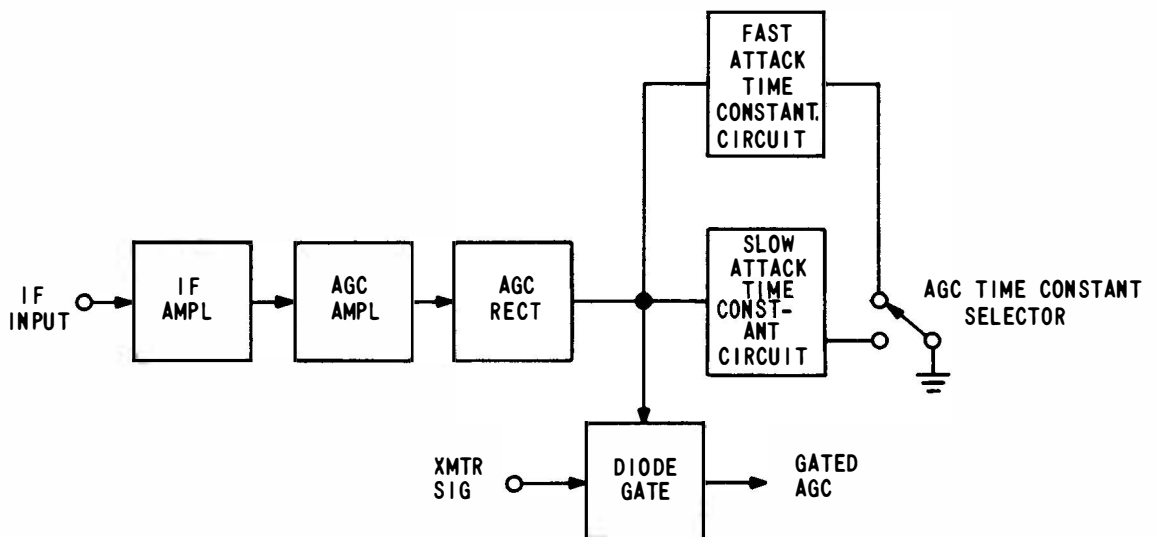 FAST
ATTACK
TIME
CONSTANT.
CIRCUIT
SLOW
ATTACK
TIME
CONST-
ANT
CIRCUIT
IF
INPUT
IF
AMPL
AGC
AMPL
AGC
RECT
AGC TIME CONSTANT
SELECTOR
XMTR
SIG
DIODE
GATE
GATED
AGC